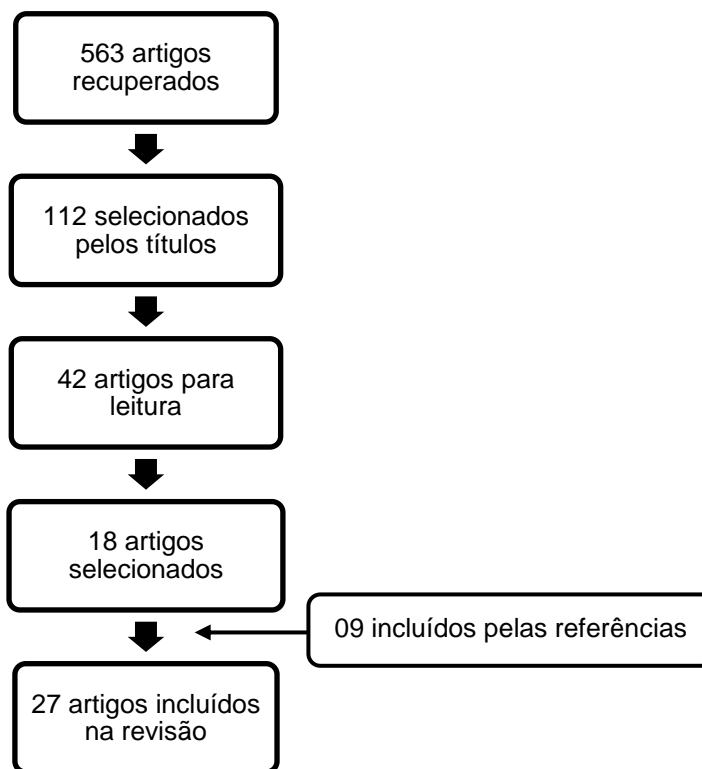 563 artigos
recuperados
112 selecionados
pelos títulos
42 artigos para
leitura
18 artigos
selecionados
09 incluídos pelas referências
27 artigos incluídos
na revisão